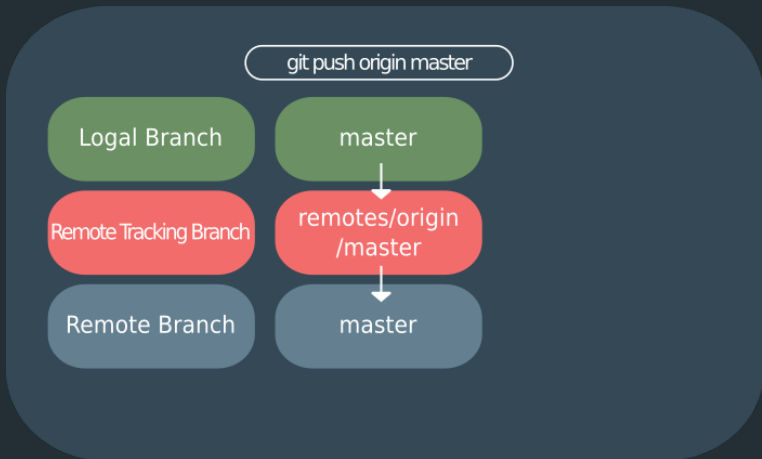 git push origin master
Logal Branch
master
Remote Tracking Branch
remotes/origin
/master
Remote Branch
master